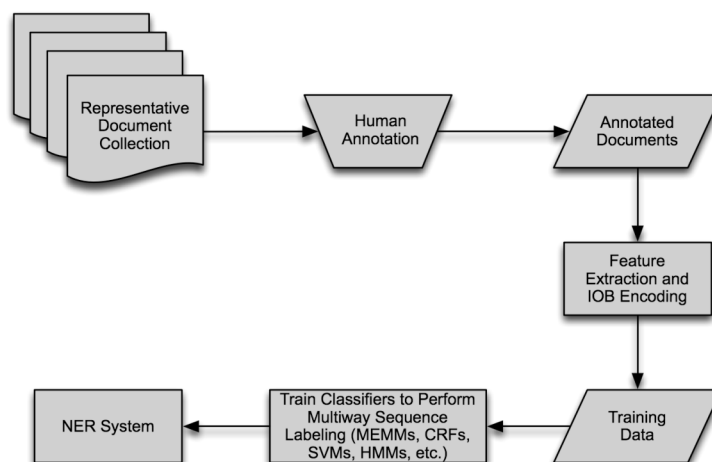 Representative
Document
Collection
Human
Annotation
Annotated
Documents
Feature
Extraction and
IOB Encoding
Training
Data
Train Classifiers to Perform
Multiway Sequence
Labeling (MEMMs, CRFs,
SVMs, HMMs, etc.)
NER System